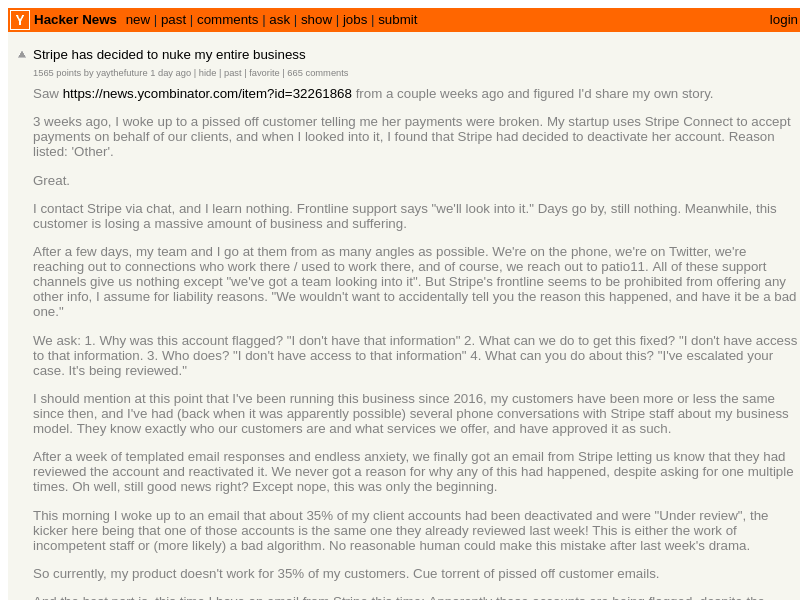 Y Hacker News new | past | comments | ask | show | jobs | submit login
Stripe has decided to nuke my entire business
1565 points by yaythefuture 1 day ago | hide | past | favorite | 665 comments
Saw https://news.ycombinator.com/item?id=32261868 from a couple weeks ago and figured I'd share my own story.
3 weeks ago, I woke up to a pissed off customer telling me her payments were broken. My startup uses Stripe Connect to accept
payments on behalf of our clients, and when I looked into it, I found that Stripe had decided to deactivate her account. Reason
listed: 'Other'.
Great.
I contact Stripe via chat, and I learn nothing. Frontline support says "we'll look into it." Days go by, still nothing. Meanwhile, this
customer is losing a massive amount of business and suffering.
After a few days, my team and I go at them from as many angles as possible. We're on the phone, we're on Twitter, we're
reaching out to connections who work there / used to work there, and of course, we reach out to patio11. All of these support
channels give us nothing except "we've got a team looking into it". But Stripe's frontline seems to be prohibited from offering any
other info, I assume for liability reasons. "We wouldn't want to accidentally tell you the reason this happened, and have it be a bad
one."
We ask: 1. Why was this account flagged? "I don't have that information" 2. What can we do to get this fixed? "I don't have access
to that information. 3. Who does? "I don't have access to that information" 4. What can you do about this? "I've escalated your
case. It's being reviewed."
I should mention at this point that I've been running this business since 2016, my customers have been more or less the same
since then, and I've had (back when it was apparently possible) several phone conversations with Stripe staff about my business
model. They know exactly who our customers are and what services we offer, and have approved it as such.
After a week of templated email responses and endless anxiety, we finally got an email from Stripe letting us know that they had
reviewed the account and reactivated it. We never got a reason for why any of this had happened, despite asking for one multiple
times. Oh well, still good news right? Except nope, this was only the beginning.
This morning I woke up to an email that about 35% of my client accounts had been deactivated and were "Under review", the
kicker here being that one of those accounts is the same one they already reviewed last week! This is either the work of
incompetent staff or (more likely) a bad algorithm. No reasonable human could make this mistake after last week's drama.
So currently, my product doesn't work for 35% of my customers. Cue torrent of pissed off customer emails.
And the best part is, this time I have an email from Stripe this time: Apparently these accounts are being flagged, despite the